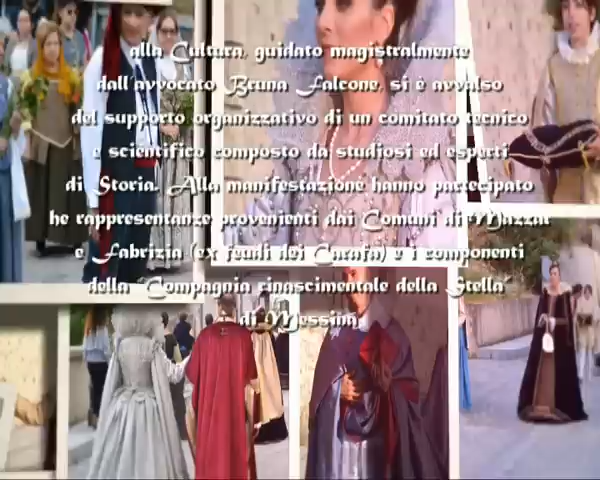 alla Cultura, guidato magistralmente
dall'avvocato Bruna Falcone, si è avvalso
del supporto organizzativo di un comitato tecnico
e scientifico composto da studiosi ed esperti
di Storia. Alla manifestazione hanno partecipato
he rappresentanze provenienti dai Comuni di
e Fabrizia (ex feudi dei Carafa) e i componenti
della Compagnia rinascimentale della Stella
di Messina